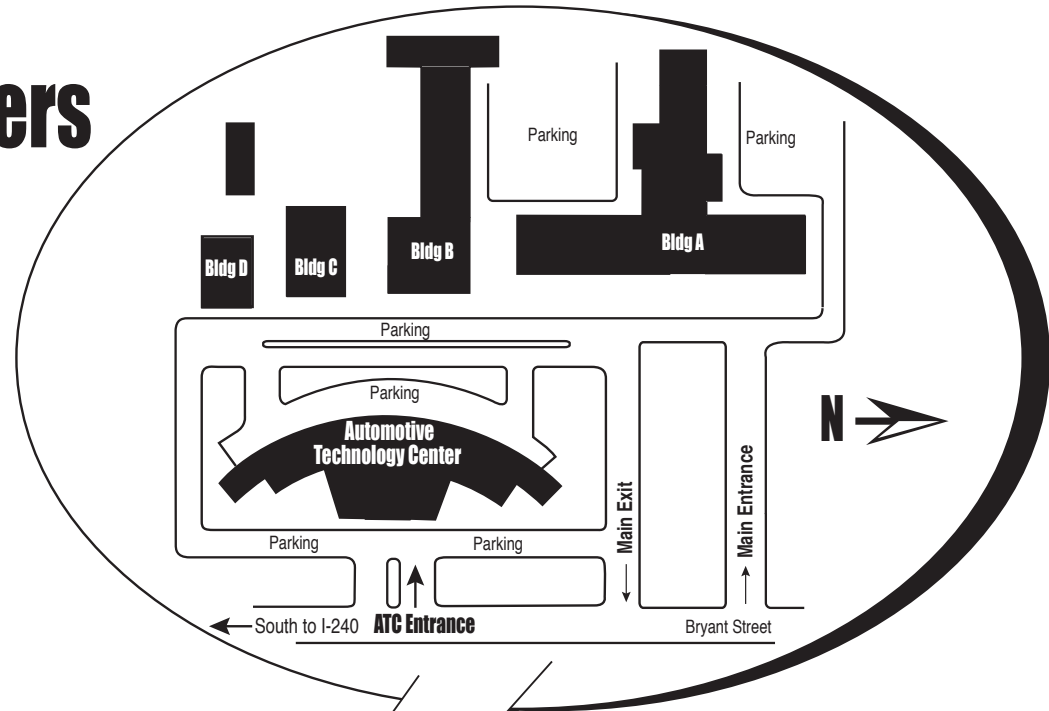 ers
Parking
Parking
Bldg A
Bldg B
Bldg C
Bldg D
Parking
Parking
Automotive
Technology Center
N
Main Exit
Main Entrance
Parking
Parking
South to I-240
ATC Entrance
Bryant Street